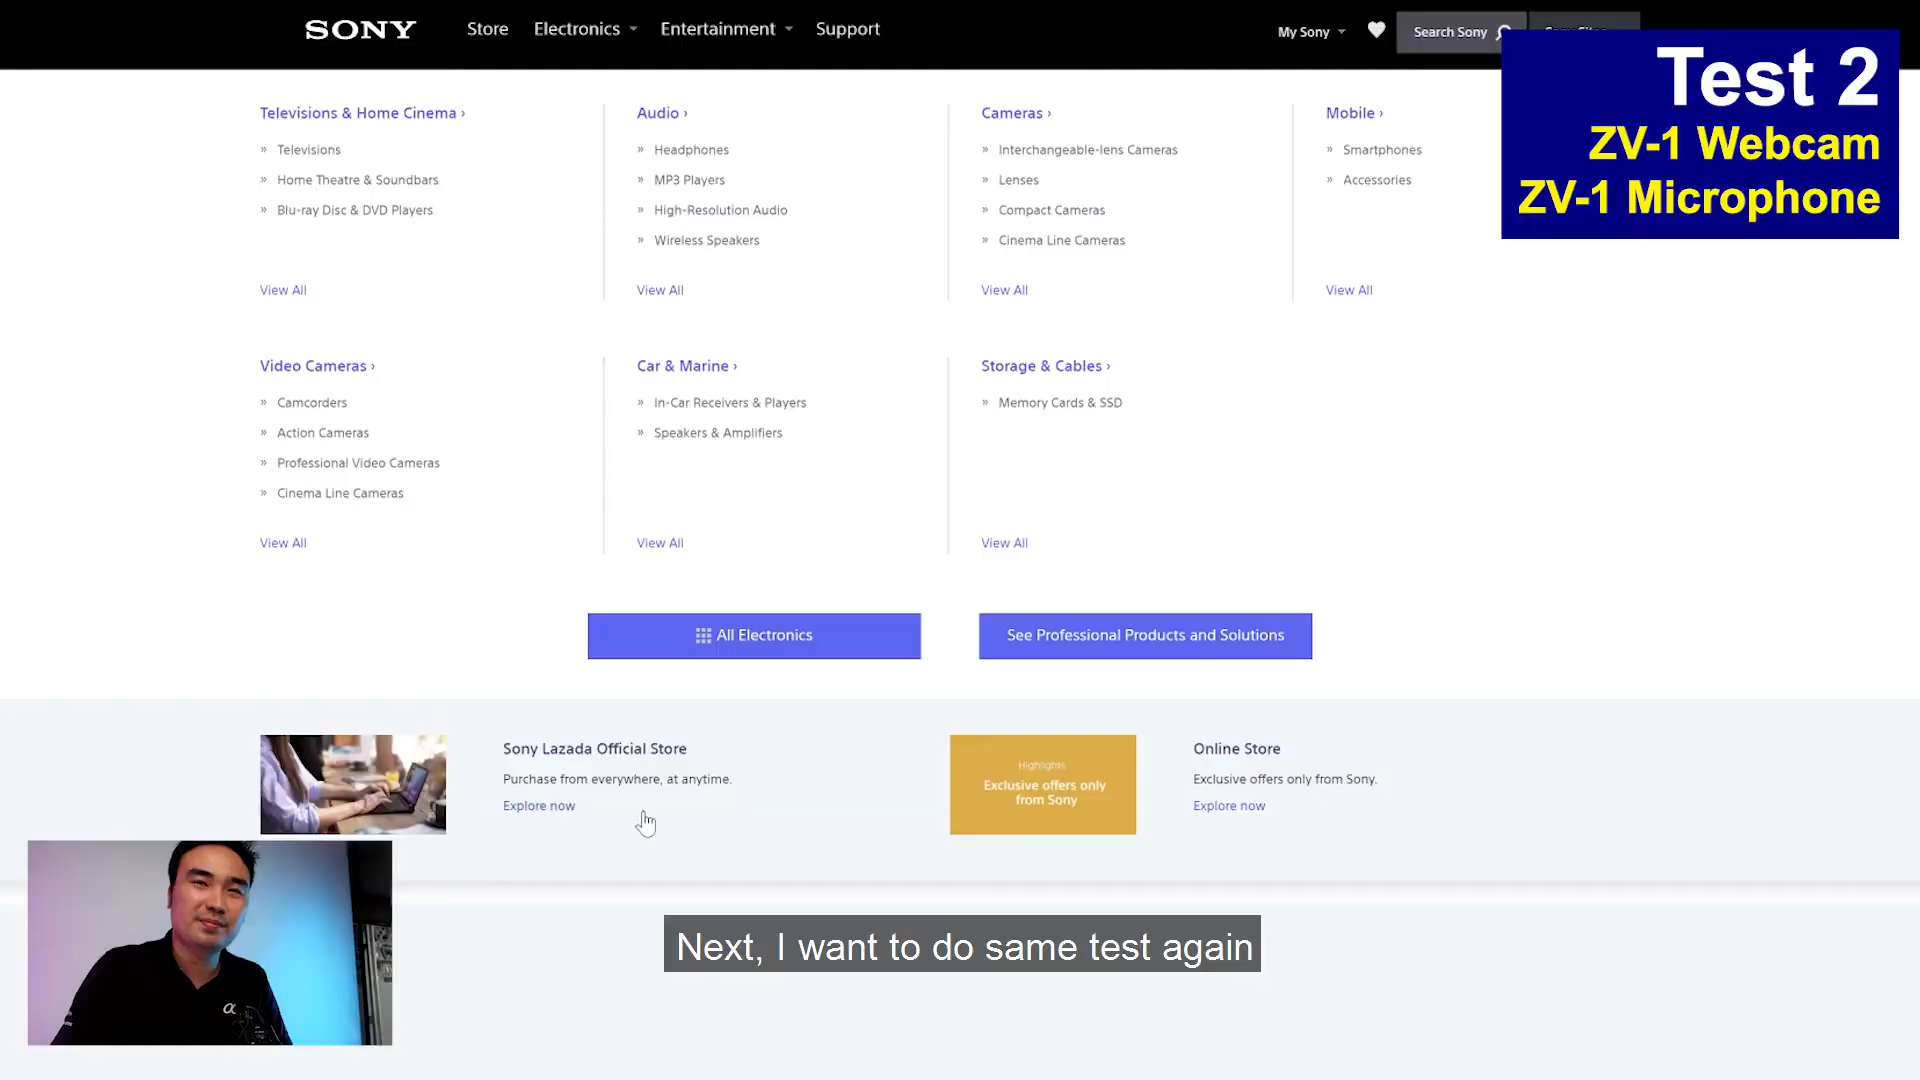 SONY
Store
Electronics
Entertainment
Support
My Sony
Search Sony
Test 2
ZV-1 Webcam
ZV-1 Microphone
Televisions & Home Cinema ›
» Televisions
» Home Theatre & Soundbars
» Blu-ray Disc & DVD Players
View All
Audio ›
» Headphones
» MP3 Players
» High-Resolution Audio
» Wireless Speakers
View All
Cameras ›
» Interchangeable-lens Cameras
» Lenses
» Compact Cameras
» Cinema Line Cameras
View All
Mobile ›
» Smartphones
» Accessories
View All
Video Cameras ›
» Camcorders
» Action Cameras
» Professional Video Cameras
» Cinema Line Cameras
View All
Car & Marine ›
» In-Car Receivers & Players
» Speakers & Amplifiers
View All
Storage & Cables ›
» Memory Cards & SSD
View All
All Electronics
See Professional Products and Solutions
Sony Lazada Official Store
Purchase from everywhere, at anytime.
Explore now
Highlights
Exclusive offers only
from Sony
Online Store
Exclusive offers only from Sony.
Explore now
α
Next, I want to do same test again